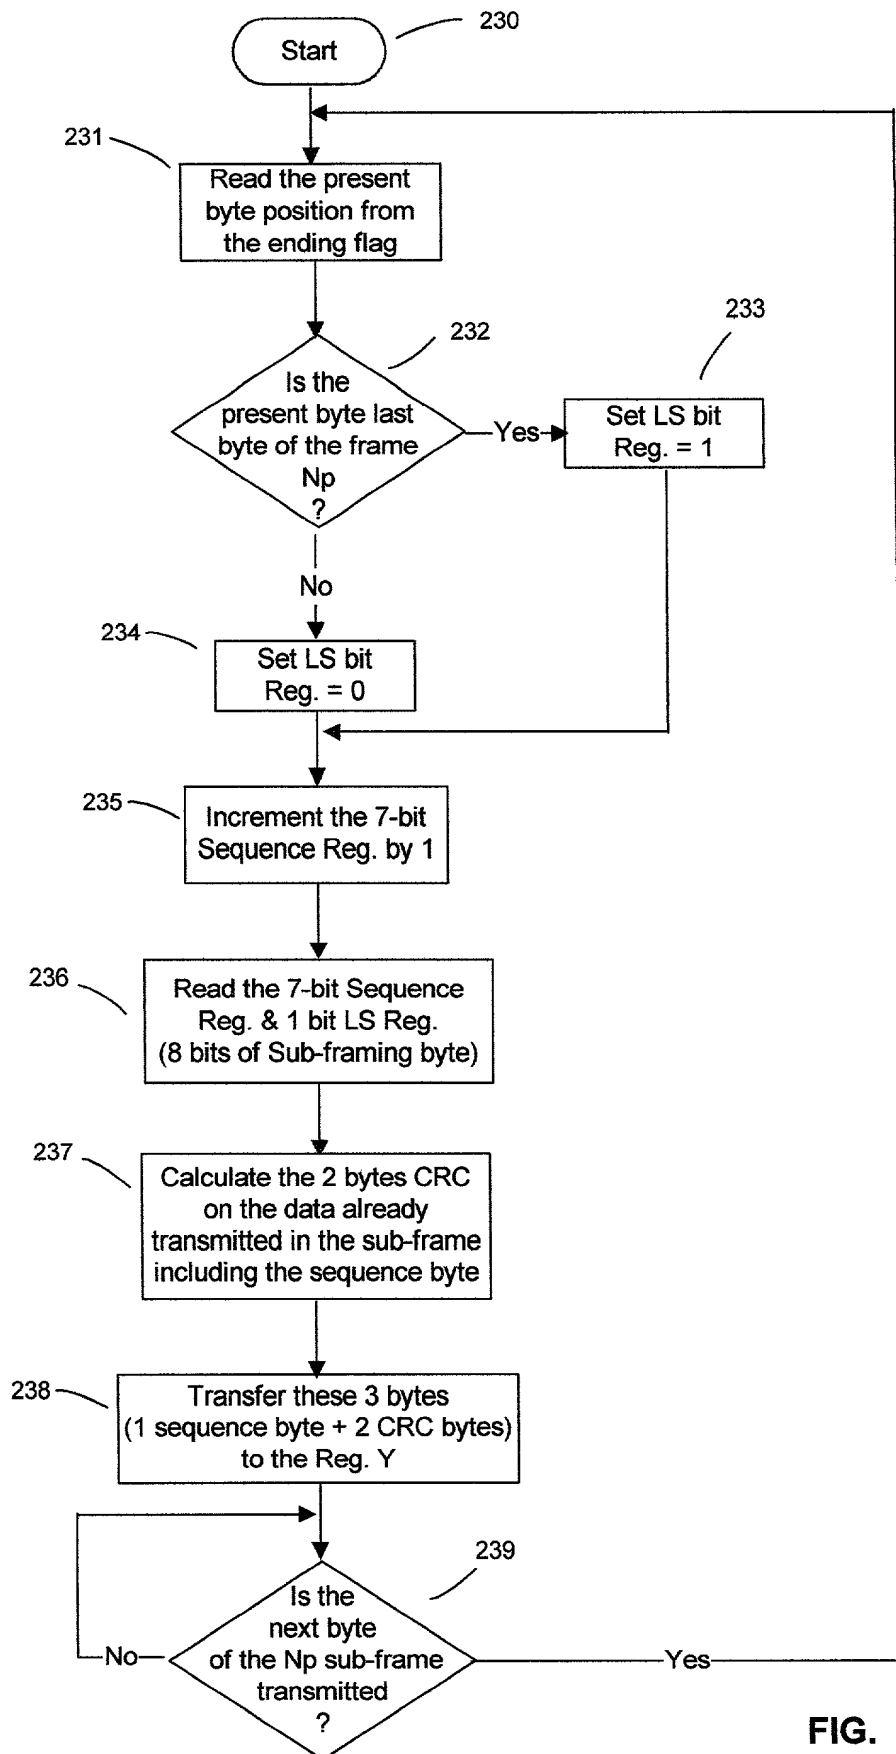 230
Start
231
Read the present
byte position from
the ending flag
232
233
Is the
present byte last
byte of the frame
Np
?
Yes
Set LS bit
Reg. = 1
No
234
Set LS bit
Reg. = 0
235
Increment the 7-bit
Sequence Reg. by 1
236
Read the 7-bit Sequence
Reg. & 1 bit LS Reg.
(8 bits of Sub-framing byte)
237
Calculate the 2 bytes CRC
on the data already
transmitted in the sub-frame
including the sequence byte
238
Transfer these 3 bytes
(1 sequence byte + 2 CRC bytes)
to the Reg. Y
239
Is the
next byte
of the Np sub-frame
transmitted
?
No
Yes
FIG.